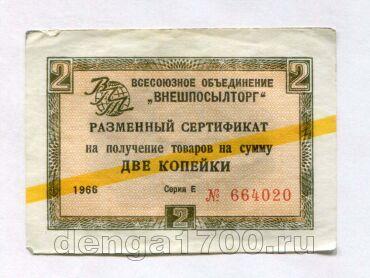 2
ВП
ВСЕСОЮЗНОЕ ОБЪЕДИНЕНИЕ
„ВНЕШПОСЫЛТОРГ"
2
РАЗМЕННЫЙ СЕРТИФИКАТ
на получение товаров на сумму
ДВЕ КОПЕЙКИ
1966
Серия Е
№ 664020
2
denga1700.ru